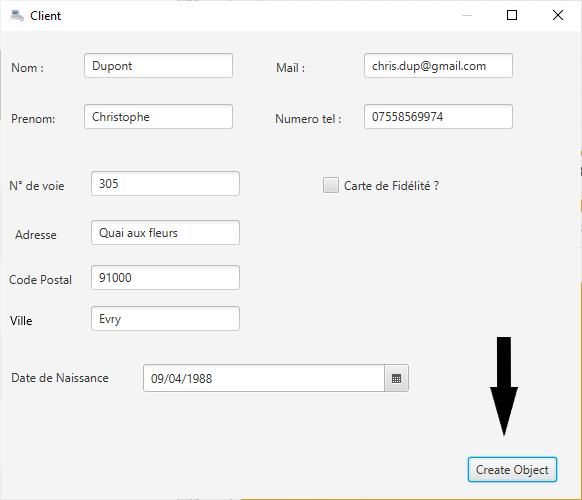 Client
Nom : Dupont Mail : chris.dup@gmail.com
Prenom: Christophe Numero tel : 07558569974
N° de voie 305 Carte de Fidélité ?
Adresse Quai aux fleurs
Code Postal 91000
Ville Evry
Date de Naissance 09/04/1988
Create Object